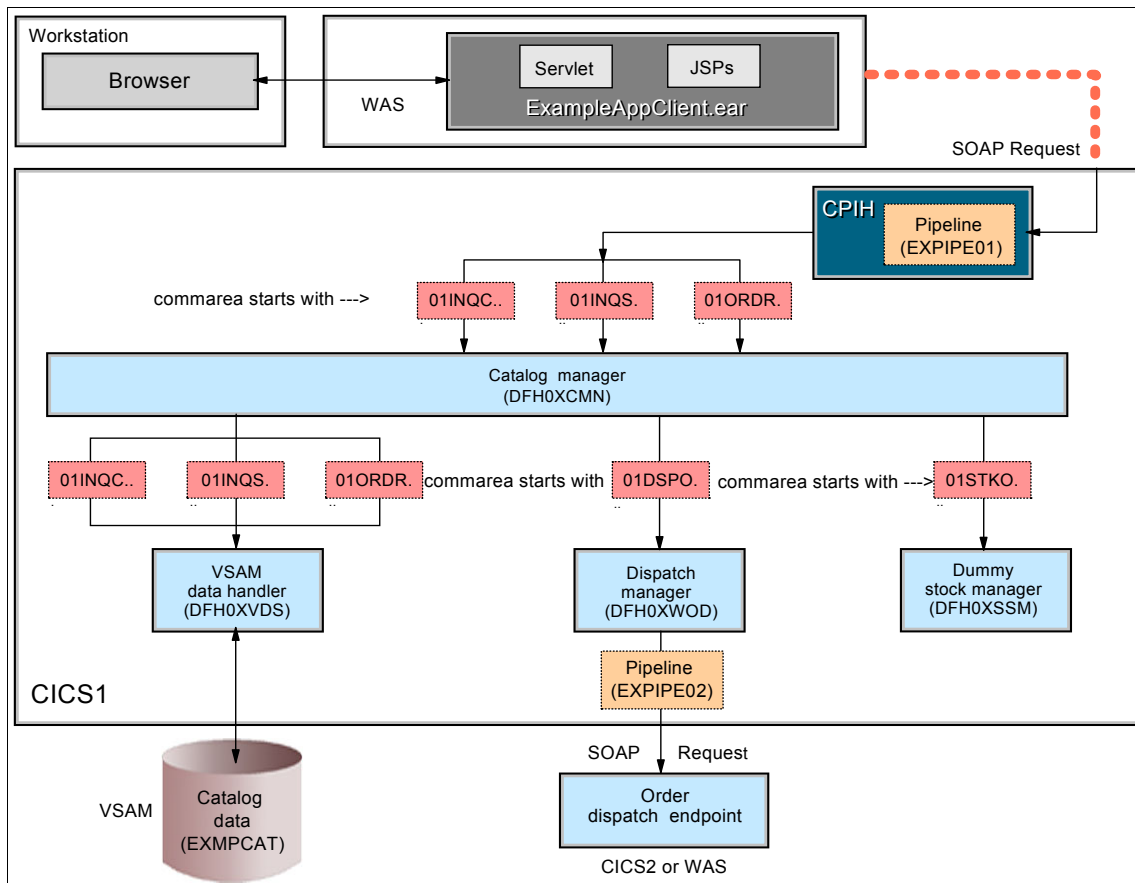 Workstation
Browser
WAS
Servlet
JSPs
ExampleAppClient.ear
SOAP Request
CPIH
Pipeline
(EXPIPE01)
commarea starts with --->
01INQC..
.
01INQS.
..
01ORDR.
..
Catalog manager
(DFH0XCMN)
01INQC..
.
01INQS.
..
01ORDR.
..
commarea starts with
01DSPO.
..
commarea starts with --->
01STKO.
..
VSAM
data handler
(DFH0XVDS)
Dispatch
manager
(DFH0XWOD)
Dummy
stock manager
(DFH0XSSM)
Pipeline
(EXPIPE02)
CICS1
SOAP Request
VSAM
Catalog
data
(EXMPCAT)
Order
dispatch endpoint
CICS2 or WAS